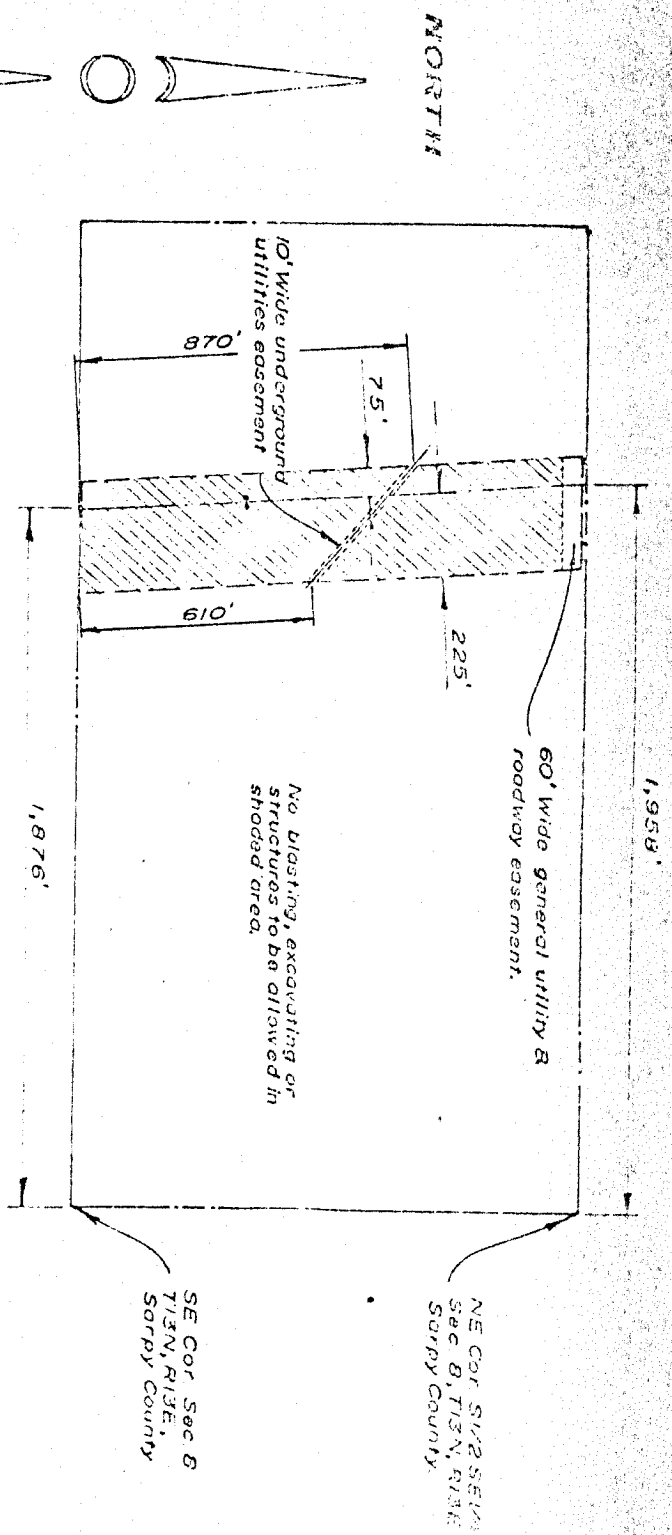 NORTH
1,958'
NE Cor S1/2 SE1/4
Sec 8, T13N, R13E
Sarpy County.
60' Wide general utility &
roadway easement.
10' Wide underground
utilities easement
870'
75'
225'
610'
No blasting, excavating or
structures to be allowed in
shaded area.
1,876'
SE Cor Sec 8
T13N, R13E,
Sarpy County